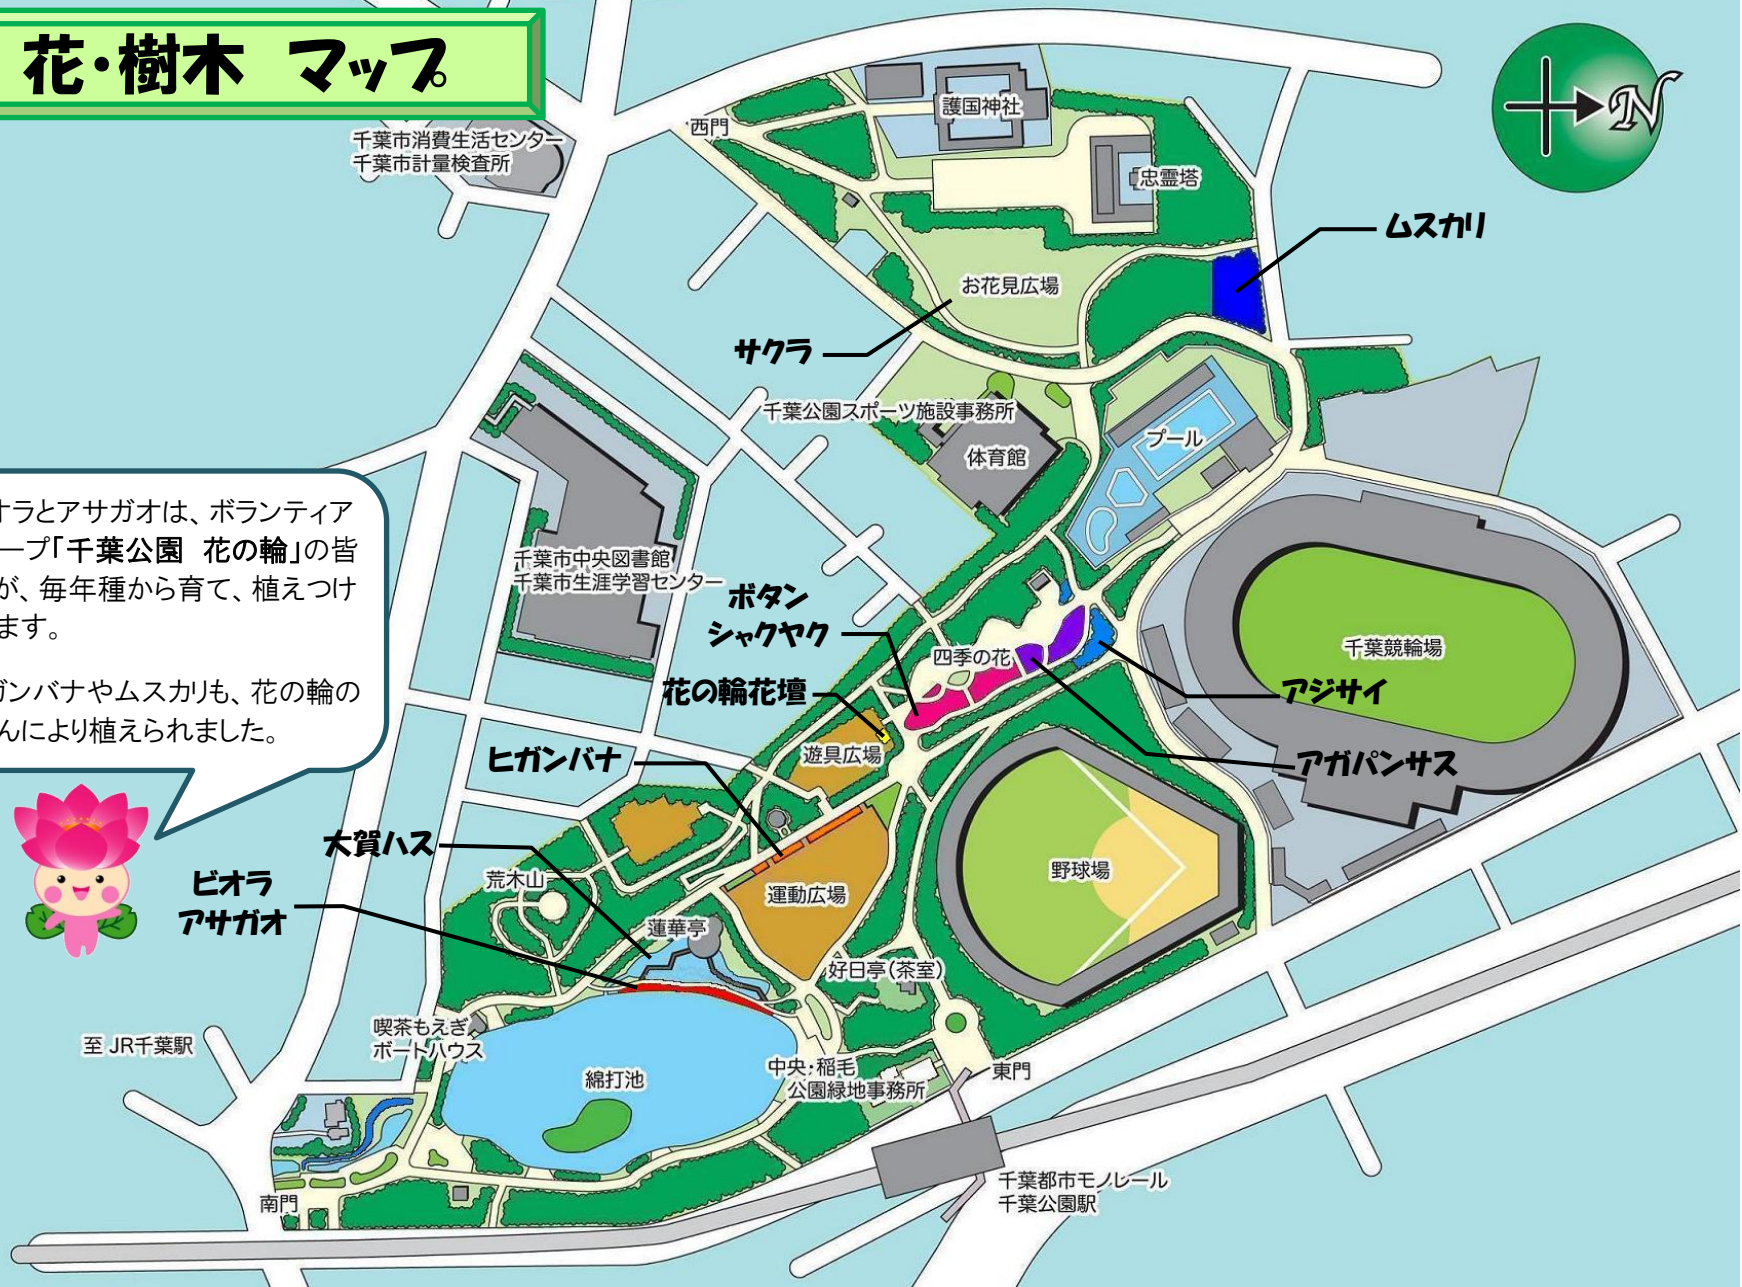 花・樹木 マップ
千葉市消費生活センター
千葉市計量検査所
西門
護国神社
忠霊塔
N
ムスカリ
お花見広場
サクラ
千葉公園スポーツ施設事務所
体育館
プール
オラとアサガオは、ボランティア
ープ「千葉公園 花の輪」の皆
が、毎年種から育て、植えつけ
ます。
ガンバナやムスカリも、花の輪の
んにより植えられました。
千葉市中央図書館
千葉市生涯学習センター
ボタン
シャクヤク
四季の花
千葉競輪場
花の輪花壇
アジサイ
遊具広場
アガパンサス
ヒガンバナ
大賀ハス
荒木山
ビオラ
アサガオ
運動広場
野球場
蓮華亭
好日亭(茶室)
喫茶もえぎ
ボートハウス
至 JR千葉駅
綿打池
中央・稲毛
公園緑地事務所
東門
南門
千葉都市モノレール
千葉公園駅